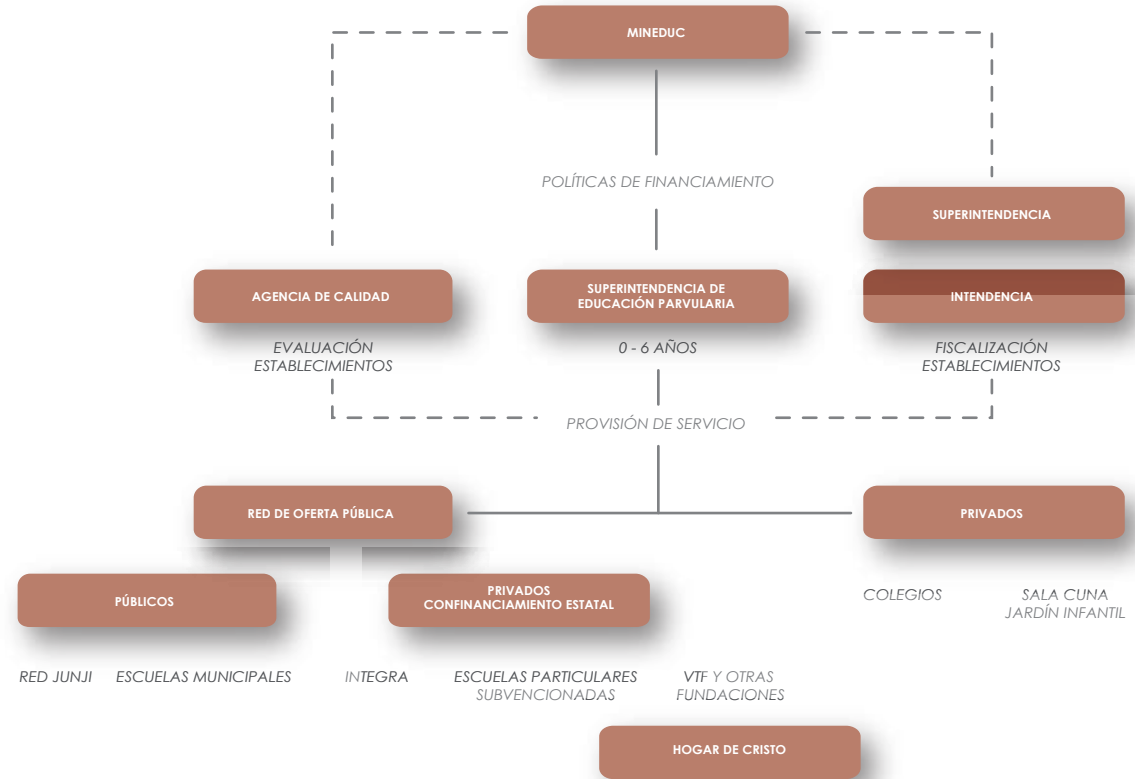 MINEDUC
POLÍTICAS DE FINANCIAMIENTO
SUPERINTENDENCIA
AGENCIA DE CALIDAD
SUPERINTENDENCIA DE
EDUCACIÓN PARVULARIA
INTENDENCIA
EVALUACIÓN
ESTABLECIMIENTOS
0 - 6 AÑOS
FISCALIZACIÓN
ESTABLECIMIENTOS
PROVISIÓN DE SERVICIO
RED DE OFERTA PÚBLICA
PRIVADOS
PÚBLICOS
PRIVADOS
CONFINANCIAMIENTO ESTATAL
COLEGIOS
SALA CUNA
JARDÍN INFANTIL
RED JUNJI
ESCUELAS MUNICIPALES
INTEGRA
ESCUELAS PARTICULARES
SUBVENCIONADAS
VTF Y OTRAS
FUNDACIONES
HOGAR DE CRISTO